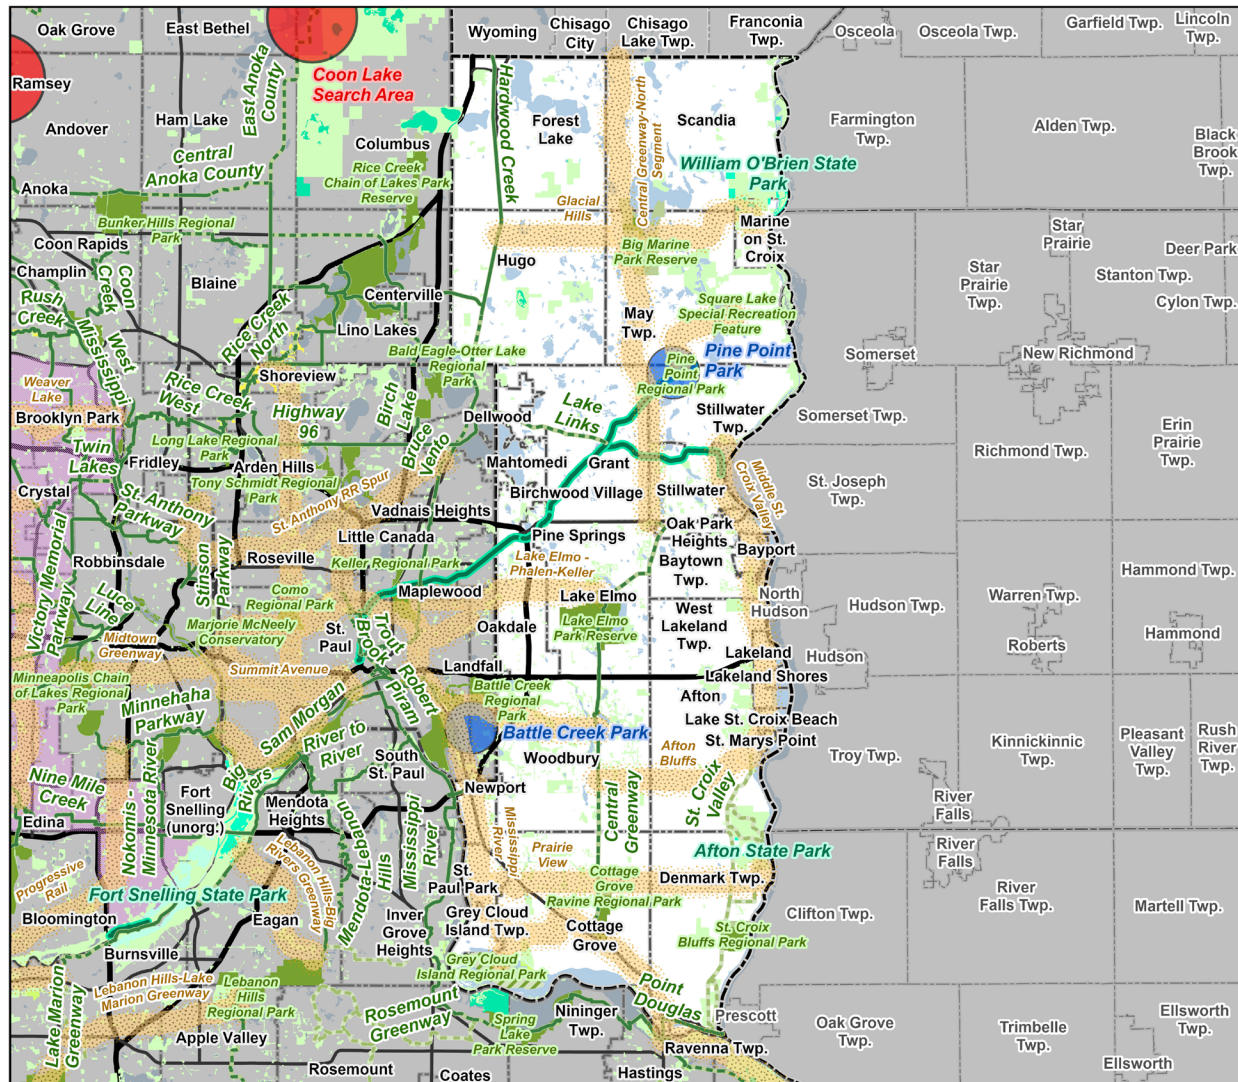 Oak Grove
East Bethel
Wyoming
Chisago
City
Chisago
Lake Twp.
Franconia
Twp.
Osceola
Osceola Twp.
Garfield Twp.
Lincoln
Twp.
Ramsey
Coon Lake
Search Area
East Anoka
County
Andover
Ham Lake
Columbus
Hardwood Creek
Forest
Lake
Central Greenway-North
Segment
Scandia
Farmington
Twp.
Alden Twp.
Black
Brook
Twp.
Central
Anoka County
Rice Creek
Chain of Lakes Park
Reserve
William O'Brien State
Park
Anoka
Bunker Hills Regional
Park
Glacial
Hills
Marine
on St.
Croix
Star
Prairie
Coon Rapids
Big Marine
Park Reserve
Deer Park
Champlin
Coon
Creek
Blaine
Hugo
Star
Prairie
Twp.
Stanton Twp.
Cylon Twp.
Rush
Creek
West
Mississippi
Rice Creek
North
Centerville
Lino Lakes
May
Twp.
Square Lake
Special Recreation
Feature
Bald Eagle-Otter Lake
Regional
Park
Pine Point
Park
Pine
Point
Regional Park
Somerset
New Richmond
Weaver
Lake
Shoreview
Brooklyn Park
Rice Creek
West
Highway
96
Birch
Lake
Bruce
Vento
Dellwood
Lake
Links
Stillwater
Twp.
Somerset Twp.
Erin
Prairie
Twp.
Twin
Lakes
Long Lake Regional
Park
Fridley
Arden Hills
Tony Schmidt Regional
Park
Mahtomedi
Grant
Richmond Twp.
Crystal
St. Anthony
Parkway
St. Anthony RR Spur
Birchwood Village
Stillwater
Middle St.
Croix Valley
St. Joseph
Twp.
Vadnais Heights
Little Canada
Pine Springs
Oak Park
Heights
Bayport
Victory Memorial
Parkway
Robbinsdale
Stinson
Parkway
Roseville
Keller Regional Park
Lake Elmo -
Phalen-Keller
Baytown
Twp.
Hammond Twp.
Luce
Line
Como
Regional Park
Maplewood
Lake Elmo
North
Hudson
Hudson Twp.
Warren Twp.
Midtown
Greenway
Marjorie McNeely
Conservatory
St.
Paul
Trout
Brook
Oakdale
Lake Elmo
Park Reserve
West
Lakeland
Twp.
Roberts
Hammond
Lakeland
Hudson
Minneapolis Chain
of Lakes Regional
Park
Summit Avenue
Landfall
Lakeland Shores
Minnehaha
Parkway
Sam Morgan
Robert
Piram
Battle Creek
Regional
Park
Afton
Battle Creek Park
Lake St. Croix Beach
St. Marys Point
River to
River
Troy Twp.
Kinnickinnic
Twp.
Pleasant
Valley
Twp.
Rush
River
Twp.
Nine Mile
Creek
Nokomis -
Minnesota River
Big
Rivers
South
St. Paul
Woodbury
Afton
Bluffs
Fort
Snelling
(unorg.)
Mendota
Heights
Newport
Central
Greenway
St. Croix
Valley
River
Falls
Edina
Mendota-Lebanon
Hills
Mississippi
River
Mississippi
River
Prairie
View
Afton State Park
River
Falls
Progressive
Rail
Lebanon Hills-Big
Rivers Greenway
St.
Paul Park
Cottage
Grove
Ravine Regional Park
Denmark Twp.
River
Falls Twp.
Martell Twp.
Fort Snelling State Park
Bloomington
Eagan
Inver
Grove
Heights
Grey Cloud
Island Twp.
Cottage
Grove
St. Croix
Bluffs Regional Park
Clifton Twp.
Burnsville
Lebanon Hills-Lake
Marion Greenway
Lebanon
Hills
Regional Park
Grey Cloud
Island Regional Park
Point
Douglas
Lake Marion
Greenway
Rosemount
Greenway
Spring
Lake
Park Reserve
Nininger
Twp.
Prescott
Oak Grove
Twp.
Trimbelle
Twp.
Ellsworth
Twp.
Apple Valley
Ravenna Twp.
Rosemount
Coates
Hastings
Ellsworth